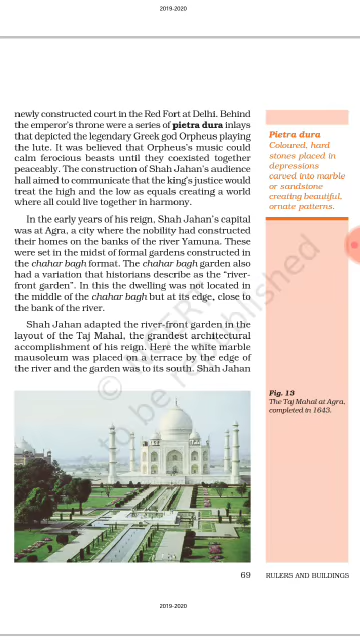 2019-2020
newly constructed court in the Red Fort at Delhi. Behind
the emperor's throne were a series of pietra dura inlays
that depicted the legendary Greek god Orpheus playing
the lute. It was believed that Orpheus's music could
calm ferocious beasts until they coexisted together
peaceably. The construction of Shah Jahan's audience
hall aimed to communicate that the king's justice would
treat the high and the low as equals creating a world
where all could live together in harmony.
In the early years of his reign, Shah Jahan's capital
was at Agra, a city where the nobility had constructed
their homes on the banks of the river Yamuna. These
were set in the midst of formal gardens constructed in
the chahar bagh format. The chahar bagh garden also
had a variation that historians describe as the "river-
front garden". In this the dwelling was not located in
the middle of the chahar bagh but at its edge, close to
the bank of the river.
Shah Jahan adapted the river-front garden in the
layout of the Taj Mahal, the grandest architectural
accomplishment of his reign. Here the white marble
mausoleum was placed on a terrace by the edge of
the river and the garden was to its south. Shah Jahan
Pietra dura
Coloured, hard
stones placed in
depressions
carved into marble
or sandstone
creating beautiful,
ornate patterns.
Fig. 13
The Taj Mahal at Agra,
completed in 1643.
69 RULERS AND BUILDINGS
2019-2020